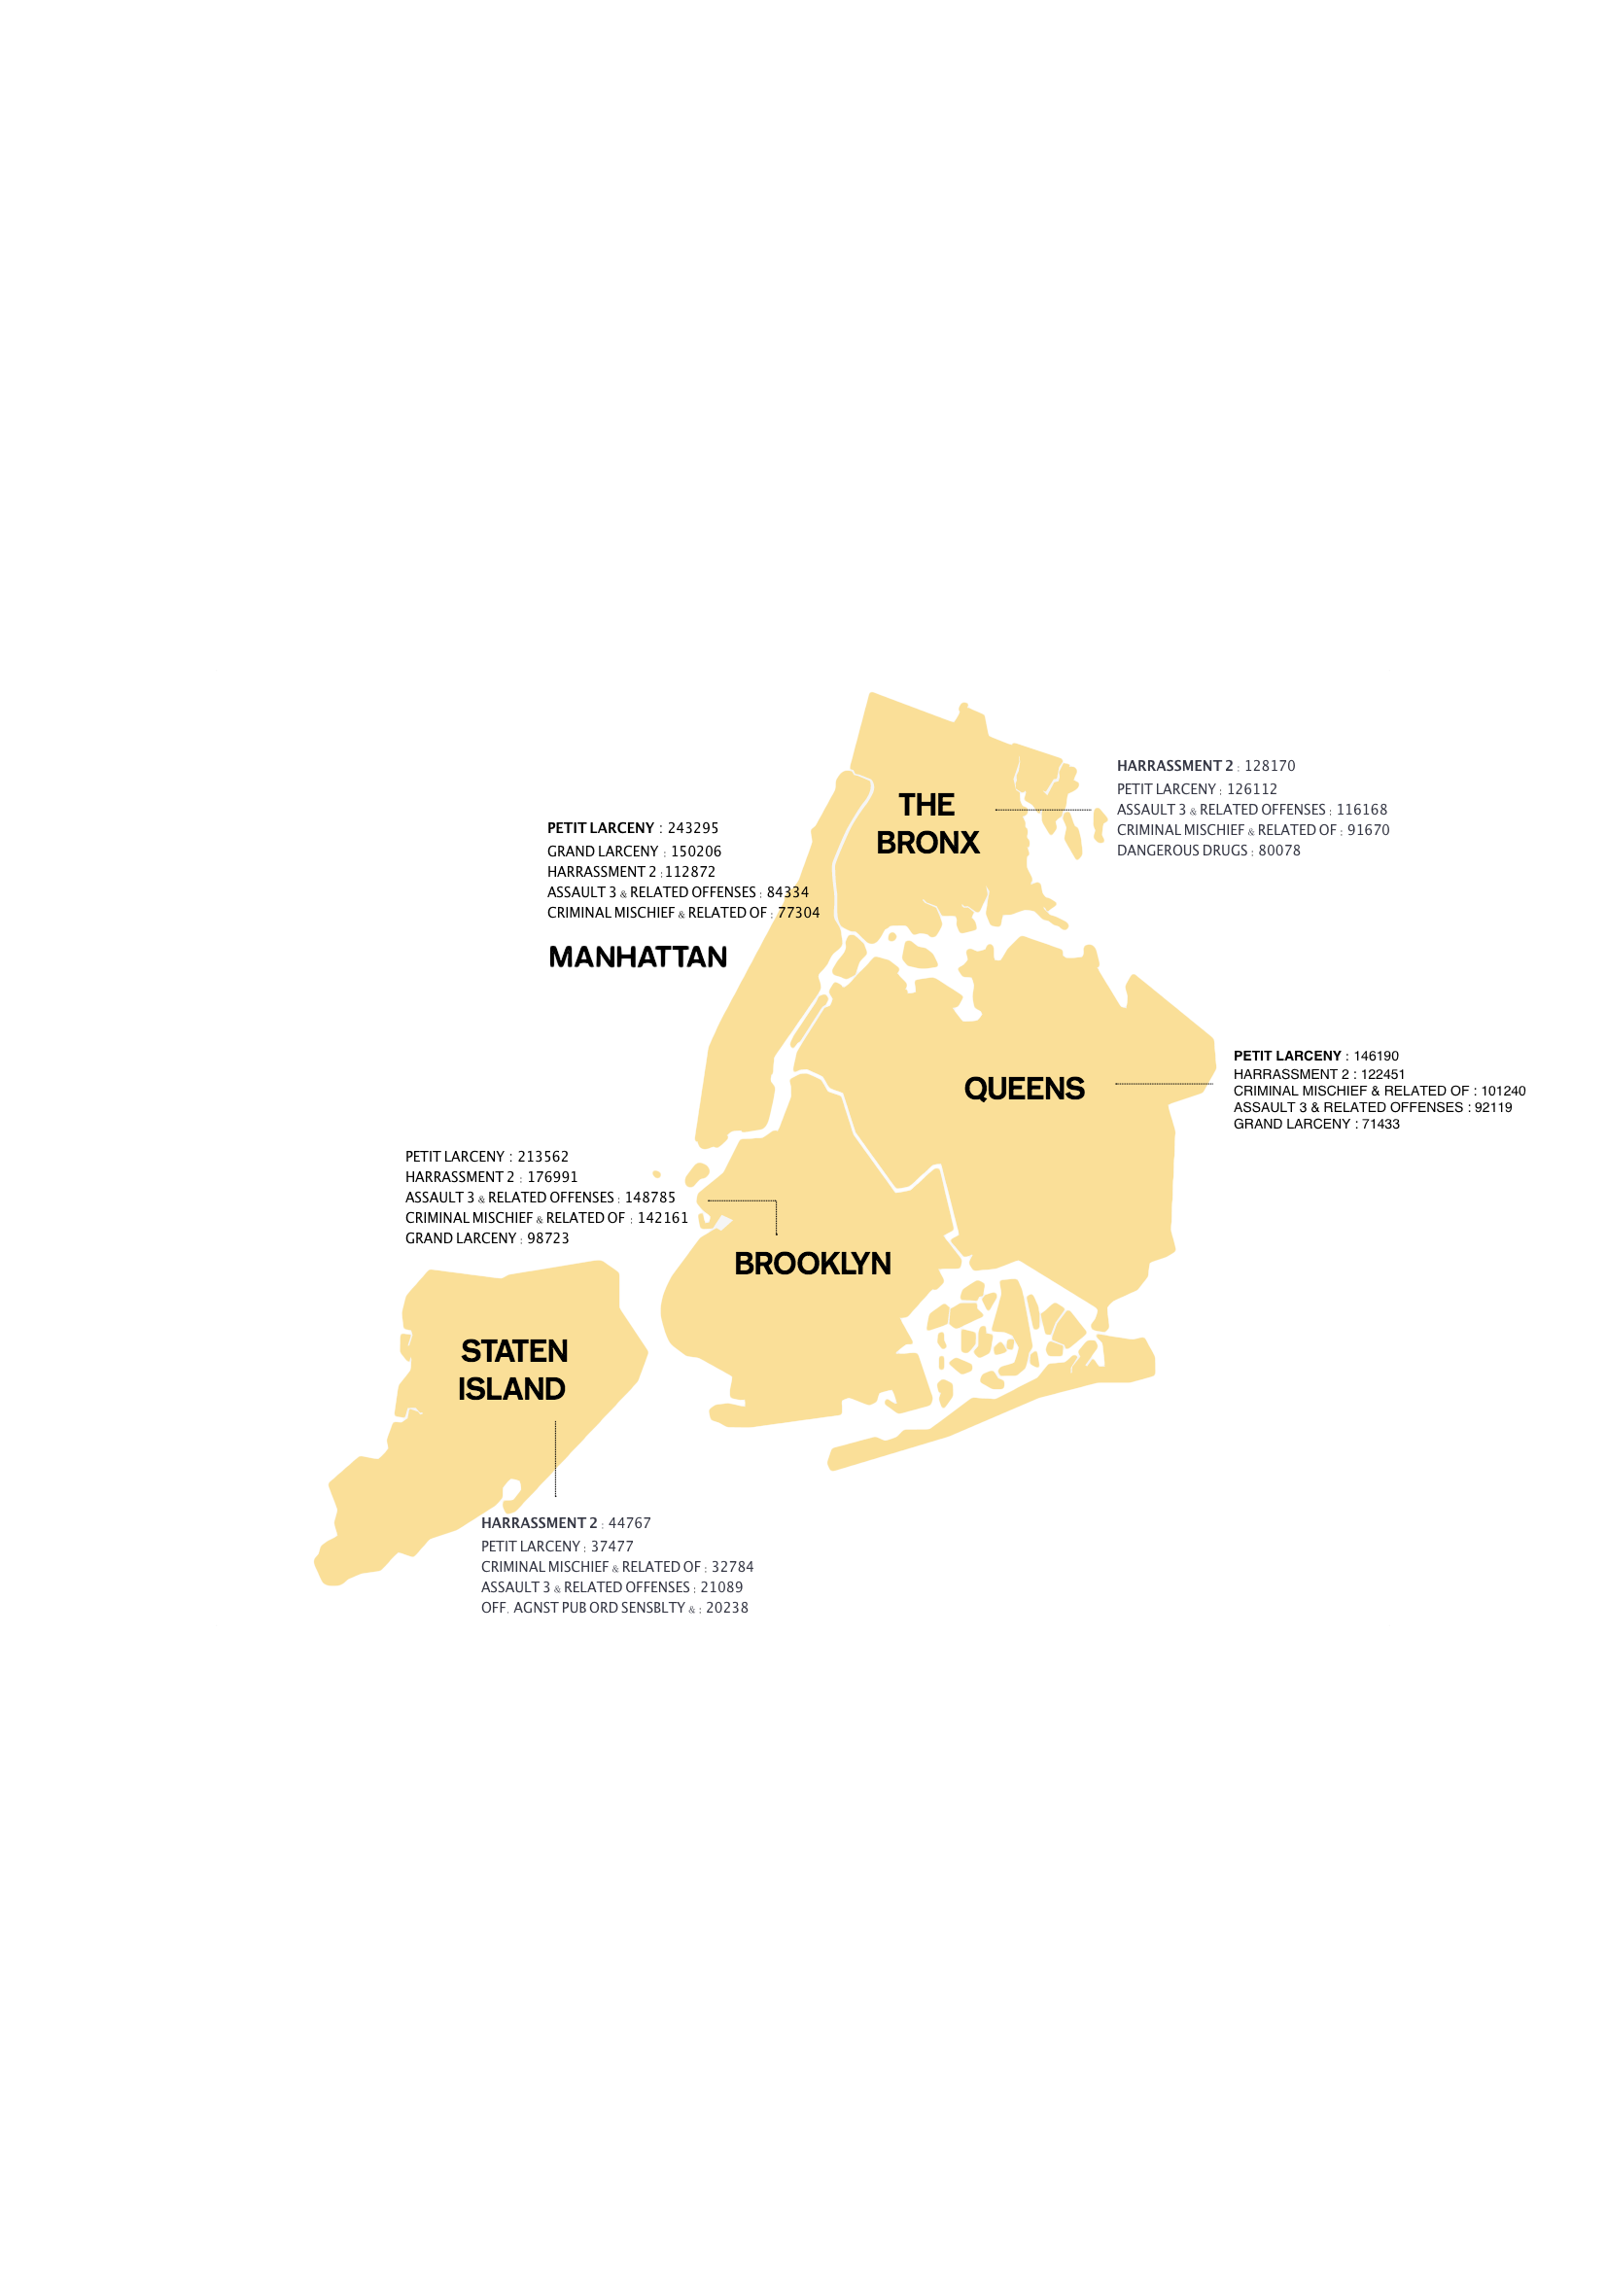 THE
BRONX
HARRASSMENT 2 : 128170
PETIT LARCENY : 126112
ASSAULT 3 & RELATED OFFENSES : 116168
CRIMINAL MISCHIEF & RELATED OF : 91670
DANGEROUS DRUGS : 80078
PETIT LARCENY : 243295
GRAND LARCENY : 150206
HARRASSMENT 2 :112872
ASSAULT 3 & RELATED OFFENSES : 84334
CRIMINAL MISCHIEF & RELATED OF : 77304
MANHATTAN
QUEENS
PETIT LARCENY : 146190
HARRASSMENT 2 : 122451
CRIMINAL MISCHIEF & RELATED OF : 101240
ASSAULT 3 & RELATED OFFENSES : 92119
GRAND LARCENY : 71433
PETIT LARCENY : 213562
HARRASSMENT 2 : 176991
ASSAULT 3 & RELATED OFFENSES : 148785
CRIMINAL MISCHIEF & RELATED OF : 142161
GRAND LARCENY : 98723
BROOKLYN
STATEN
ISLAND
HARRASSMENT 2 : 44767
PETIT LARCENY : 37477
CRIMINAL MISCHIEF & RELATED OF : 32784
ASSAULT 3 & RELATED OFFENSES : 21089
OFF. AGNST PUB ORD SENSBLTY & : 20238